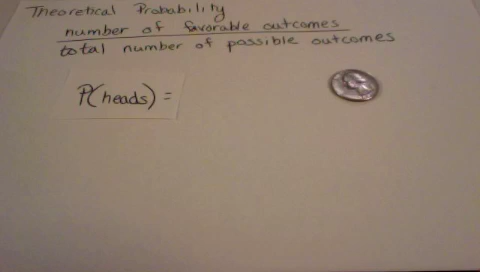 Theoretical Probability
number of favorable outcomes
total number of possible outcomes
P(heads) =